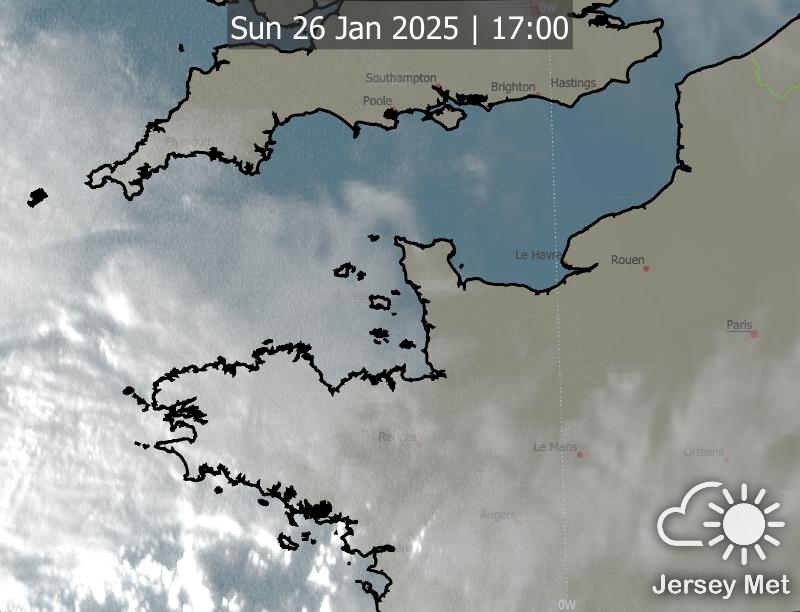 0W
Sun 26 Jan 2025 | 17:00
Southampton
Brighton
Hastings
Poole
Plymouth
Le Havre
Rouen
Paris
Rennes
Le Mans
Orleans
Angers
Jersey Met
0W